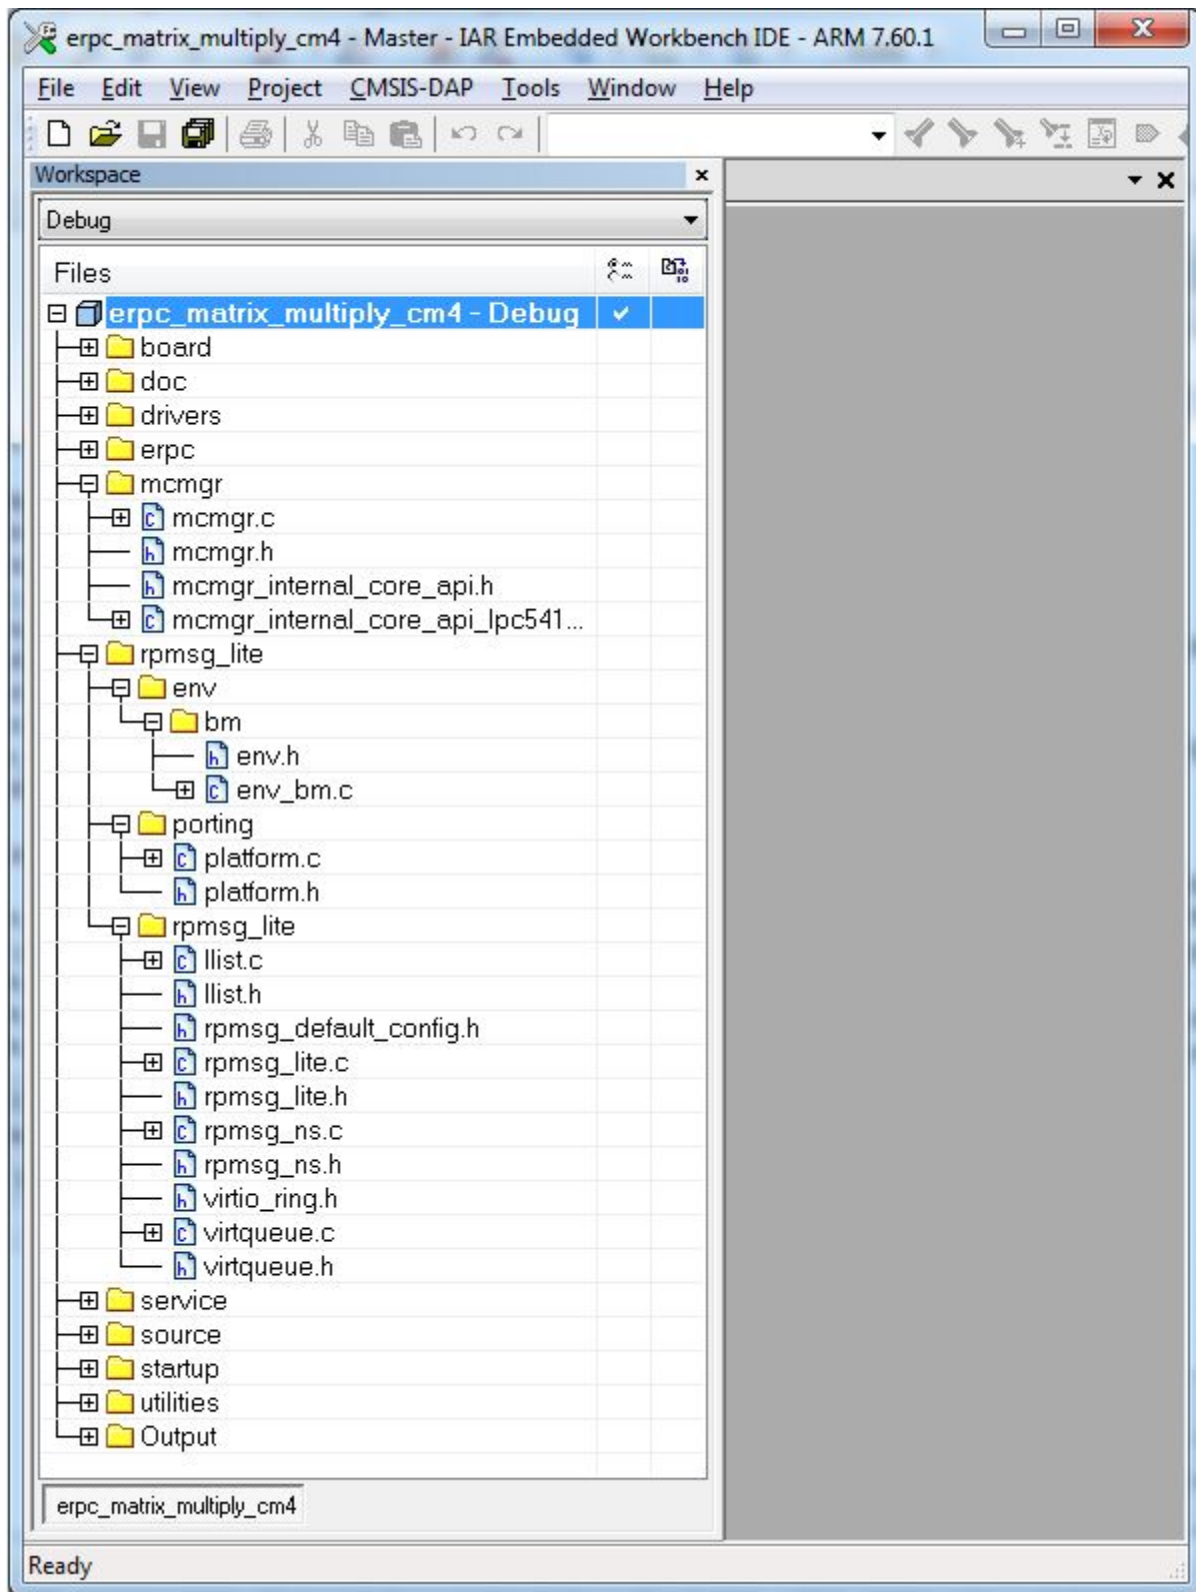 erpc_matrix_multiply_cm4 - Master - IAR Embedded Workbench IDE - ARM 7.60.1
File Edit View Project CMSIS-DAP Tools Window Help
Workspace
Debug
Files
erpc_matrix_multiply_cm4 - Debug
board
doc
drivers
erpc
mcmgr
mcmgr.c
mcmgr.h
mcmgr_internal_core_api.h
mcmgr_internal_core_api_lpc541...
rpmsg_lite
env
bm
env.h
env_bm.c
porting
platform.c
platform.h
rpmsg_lite
llist.c
llist.h
rpmsg_default_config.h
rpmsg_lite.c
rpmsg_lite.h
rpmsg_ns.c
rpmsg_ns.h
virtio_ring.h
virtqueue.c
virtqueue.h
service
source
startup
utilities
Output
erpc_matrix_multiply_cm4
Ready